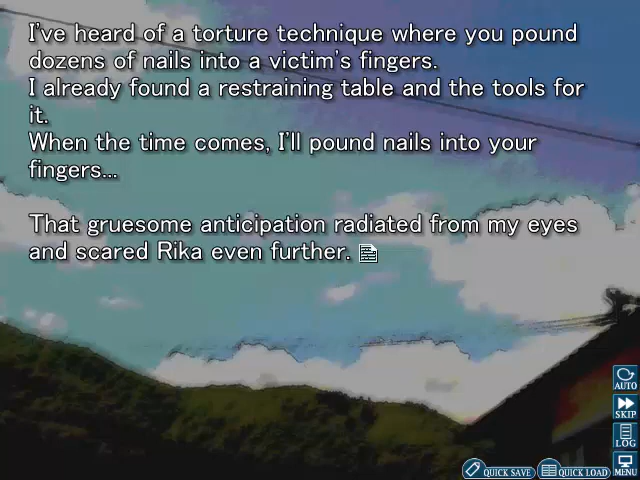 I've heard of a torture technique where you pound
dozens of nails into a victim's fingers.
I already found a restraining table and the tools for
it.
When the time comes, I'll pound nails into your
fingers...
That gruesome anticipation radiated from my eyes
and scared Rika even further.
AUTO
SKIP
LOG
MENU
QUICK SAVE
QUICK LOAD